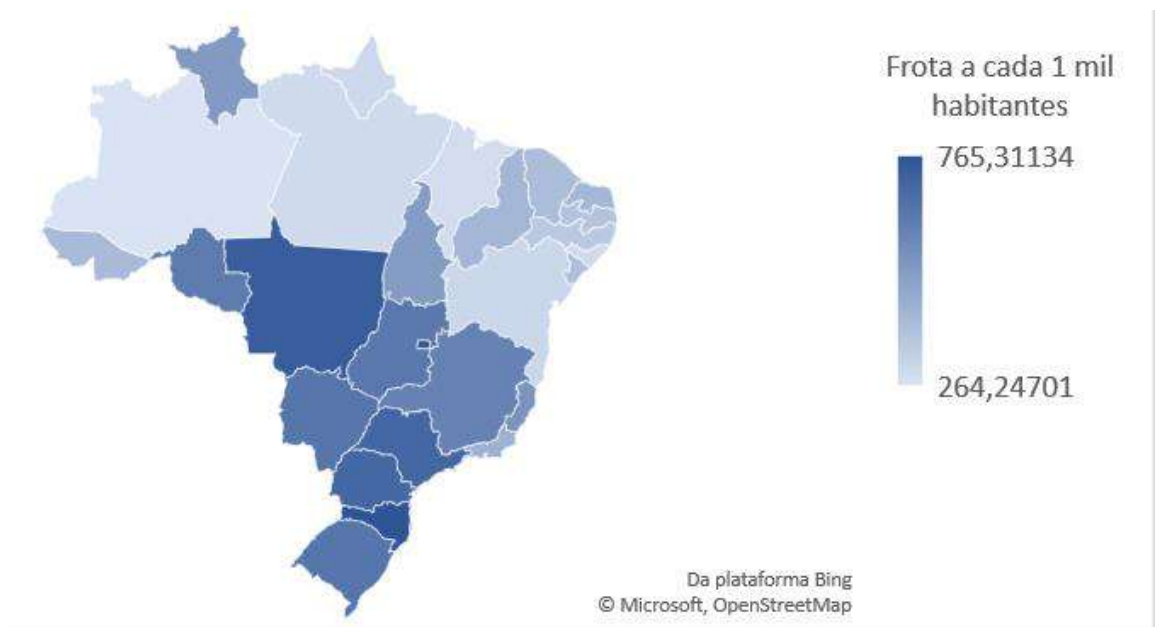 Frota a cada 1 mil
habitantes
765,31134
264,24701
Da plataforma Bing
© Microsoft, OpenStreetMap